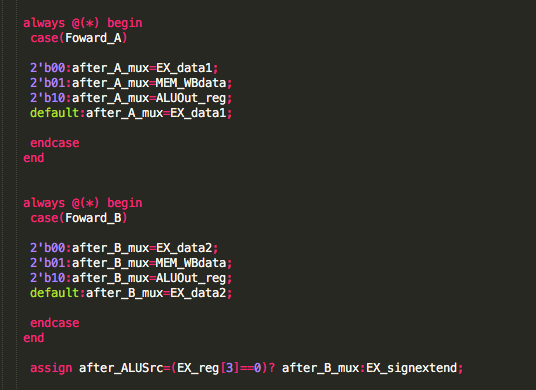 always @(*) begin
case(Foward_A)
2'b00:after_A_mux=EX_data1;
2'b01:after_A_mux=MEM_WBdata;
2'b10:after_A_mux=ALUOut_reg;
default:after_A_mux=EX_data1;
endcase
end
always @(*) begin
case(Foward_B)
2'b00:after_B_mux=EX_data2;
2'b01:after_B_mux=MEM_WBdata;
2'b10:after_B_mux=ALUOut_reg;
default:after_B_mux=EX_data2;
endcase
end
assign after_ALUSrc=(EX_reg[3]==0)? after_B_mux:EX_signextend;